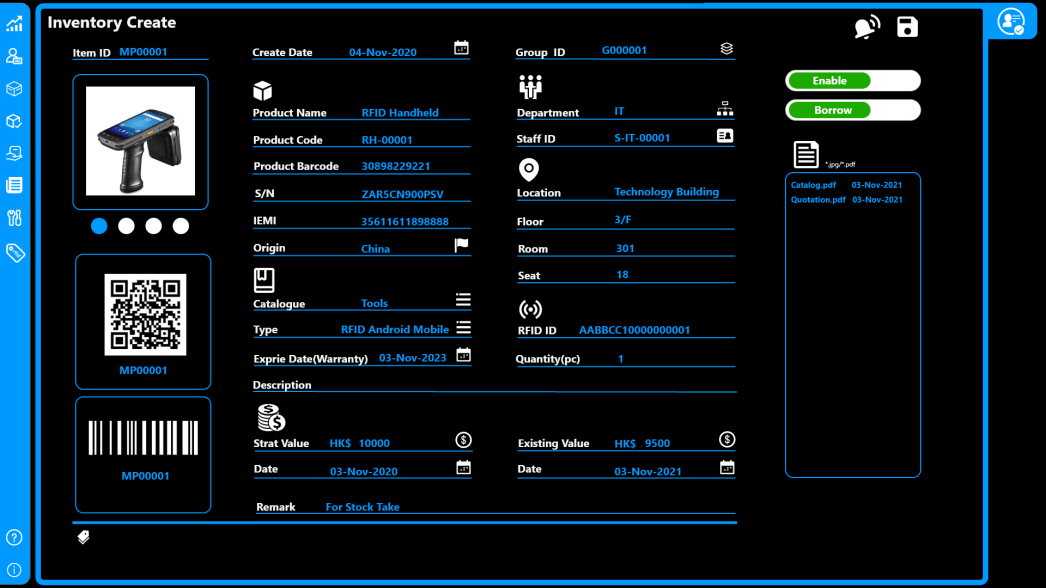 Inventory Create
Item ID MP00001
Create Date 04-Nov-2020
Group ID G000001
Enable
Borrow
Product Name RFID Handheld
Product Code RH-00001
Product Barcode 30898229221
S/N ZAR5CN900PSV
IEMI 35611611898888
Origin China
Department IT
Staff ID S-IT-00001
Location Technology Building
Floor 3/F
Room 301
Seat 18
*.jpg/*.pdf
Catalog.pdf 03-Nov-2021
Quotation.pdf 03-Nov-2021
MP00001
Catalogue Tools
Type RFID Android Mobile
Exprie Date(Warranty) 03-Nov-2023
RFID ID AABBCC10000000001
Quantity(pc) 1
Description
MP00001
Strat Value HK$ 10000
Existing Value HK$ 9500
Date 03-Nov-2020
Date 03-Nov-2021
Remark For Stock Take